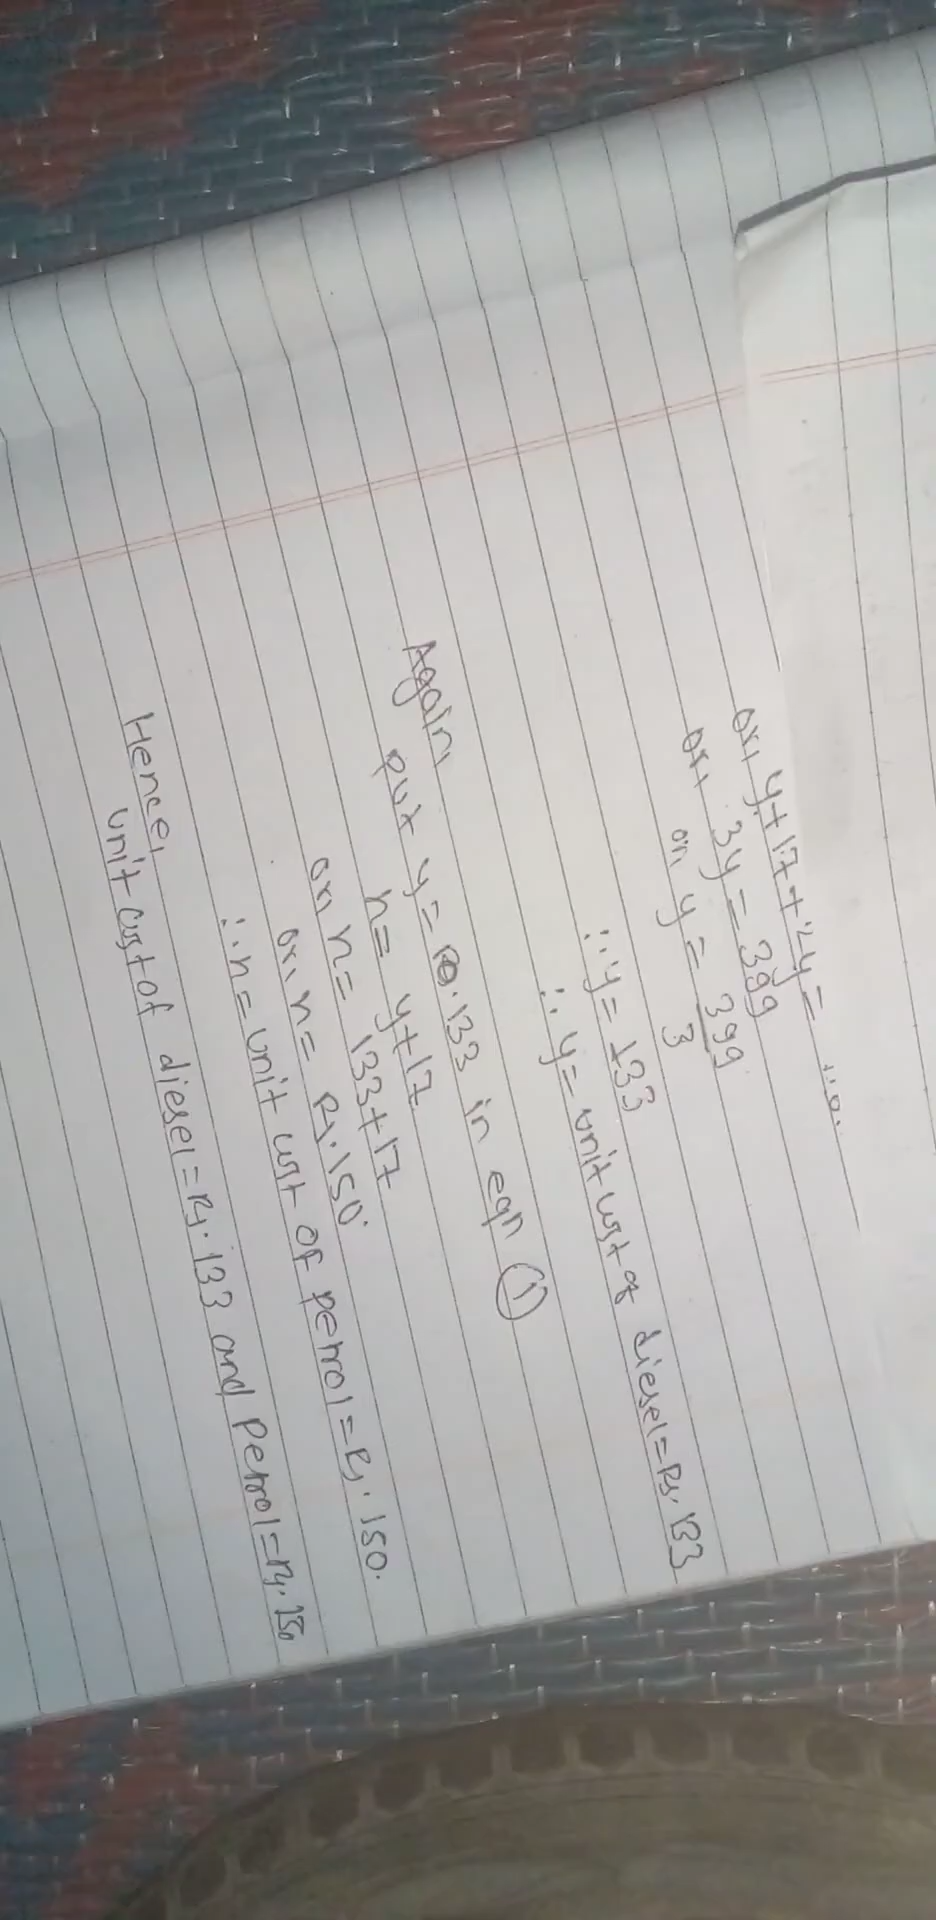 or, y+17+2y =
or, 3y = 399
or, y = 399/3
∴ y = 133
∴ y = unit cost of diesel = Rs. 133
Again,
put y = Rs. 133 in eqn (1)
n = y+17
or, n = 133+17
or, n = Rs. 150.
∴ n = unit cost of petrol = Rs. 150.
Hence,
unit cost of diesel = Rs. 133 and petrol = Rs. 150